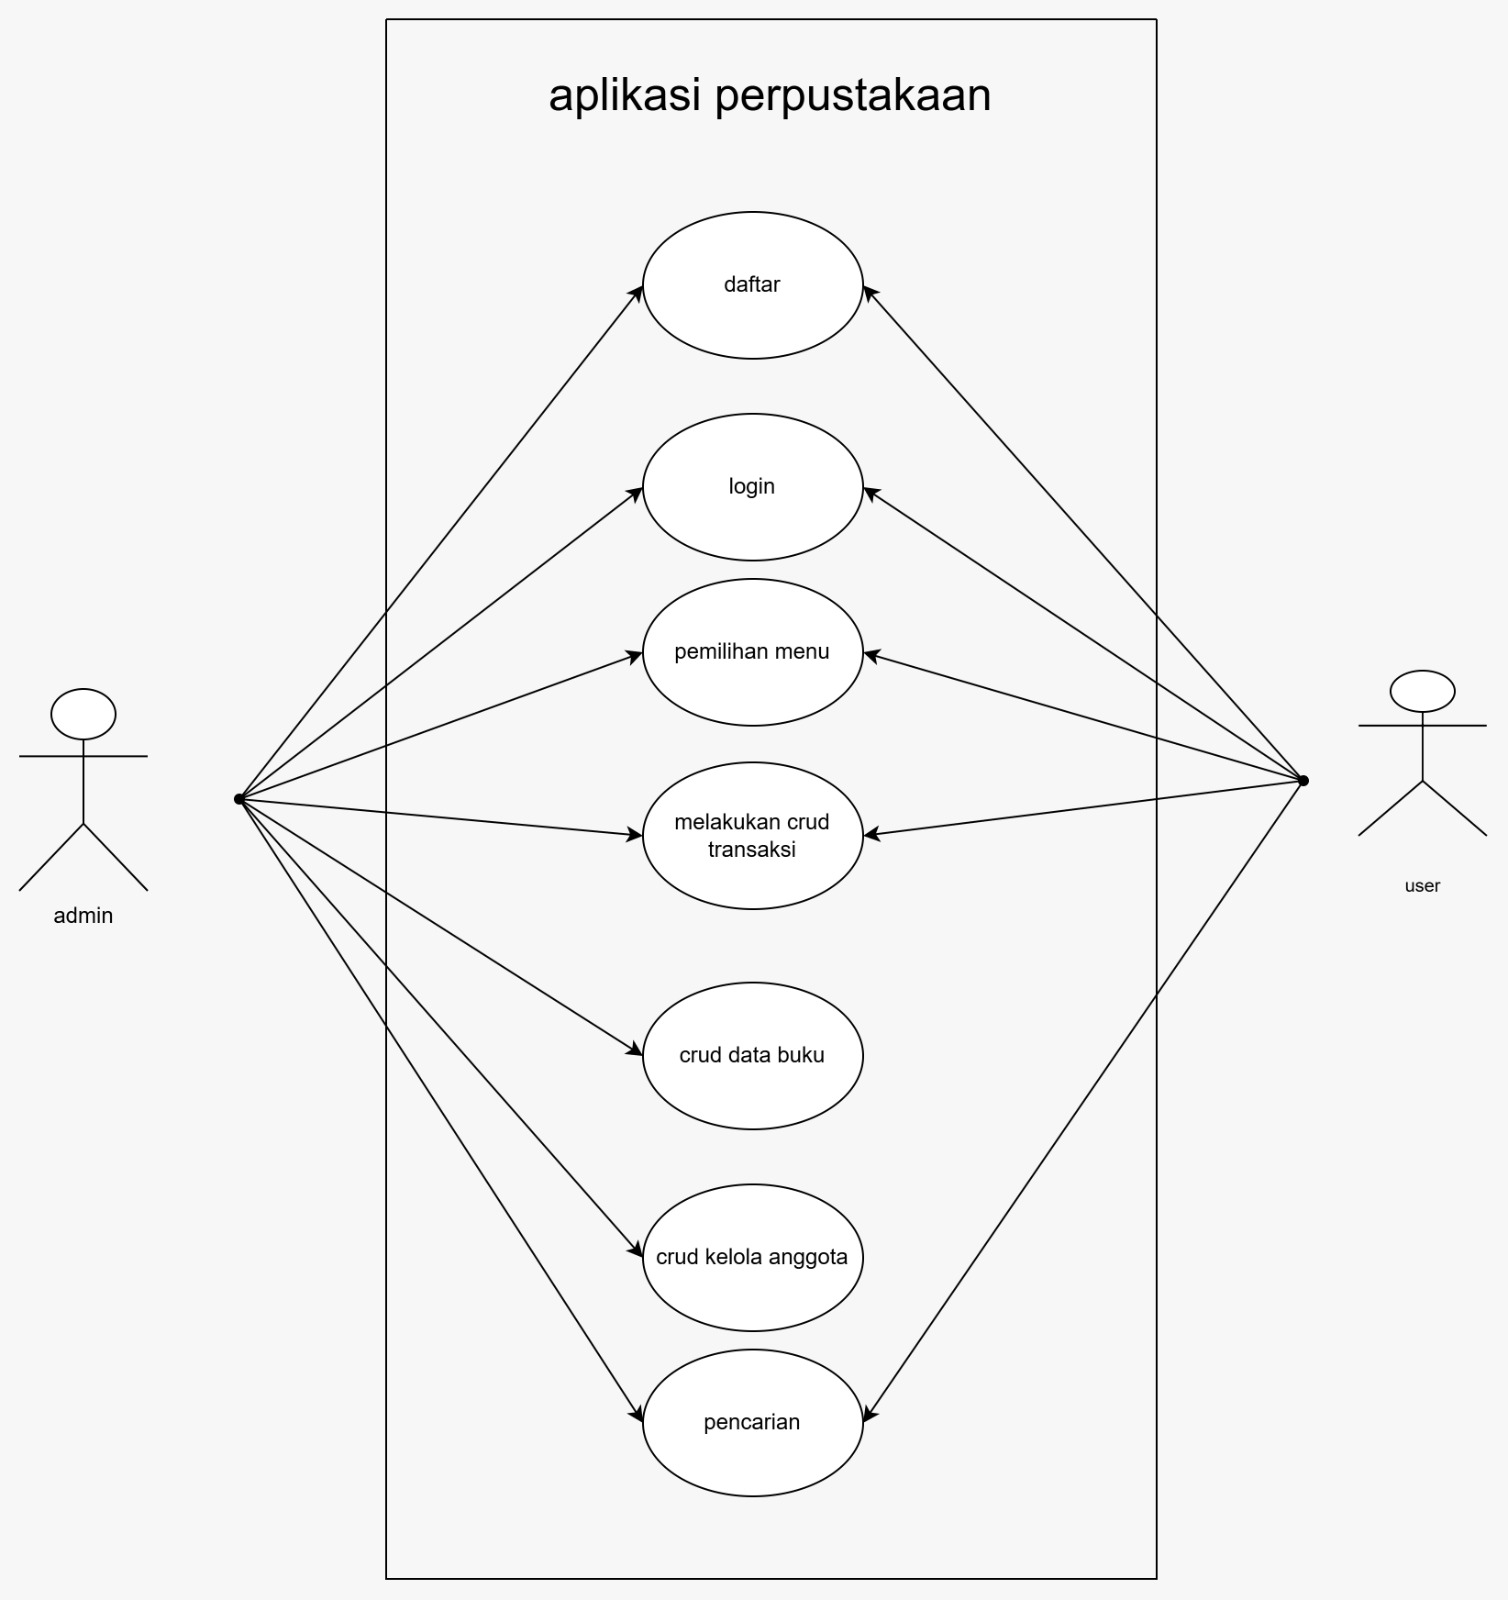 aplikasi perpustakaan
daftar
login
pemilihan menu
melakukan crud
transaksi
admin
user
crud data buku
crud kelola anggota
pencarian